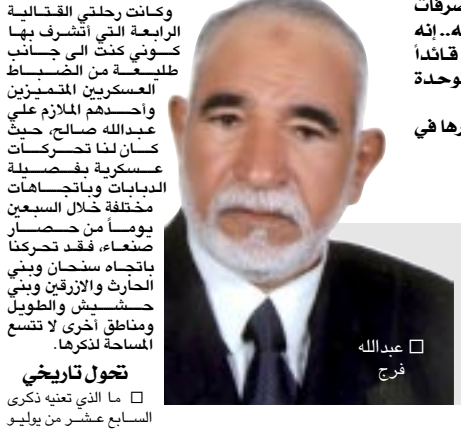 وكانت رحلتي القتالية
الرابعة التي أتشرف بها
كوني كنت الى جانب
طليعة من الضباط
العسكريين المتميزين
وأحدهم الملازم علي
عبدالله صالح، حيث
كان لنا تحركات
عسكرية بفصيلة
الدبابات وباتجاهات
مختلفة خلال السبعين
يوماً من حصار
صنعاء، فقد تحركنا
باتجاه سنحان وبني
الحارث والازرقين وبني
حشيش والطويل
ومناطق أخرى لا تتسع
المساحة لذكرها.
تحول تاريخي
□ ما الذي تعنيه ذكرى
السابع عشر من يوليو
صرفات
ه.. إنه
قائداً
وحدة
رها في
□ عبدالله
فرج